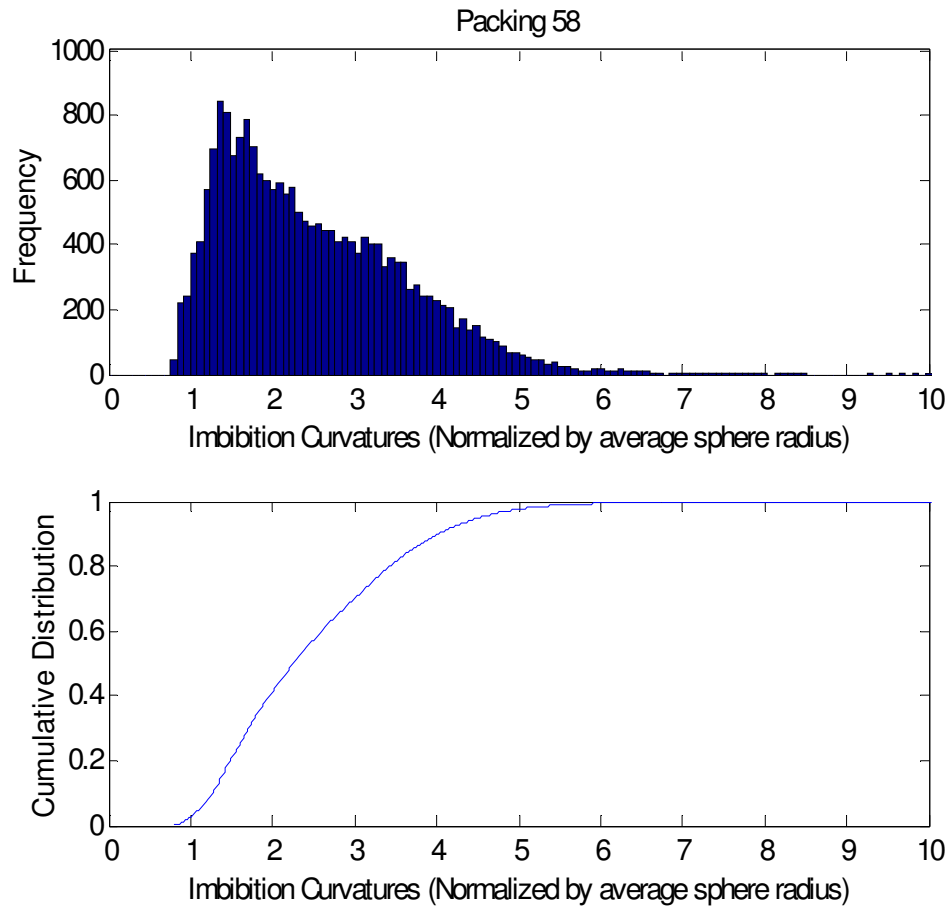 Packing 58
1000
800
600
400
200
0
Frequency
0 1 2 3 4 5 6 7 8 9 10
Imbibition Curvatures (Normalized by average sphere radius)
1
0.8
0.6
0.4
0.2
0
Cumulative Distribution
0 1 2 3 4 5 6 7 8 9 10
Imbibition Curvatures (Normalized by average sphere radius)